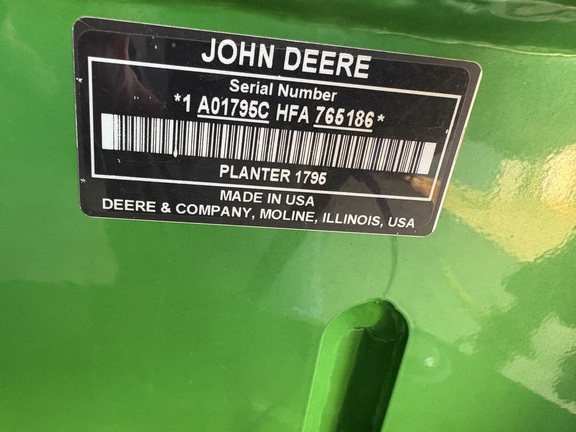 JOHN DEERE
Serial Number
*1 A01795C HFA 765186*
PLANTER 1795
MADE IN USA
DEERE & COMPANY, MOLINE, ILLINOIS, USA